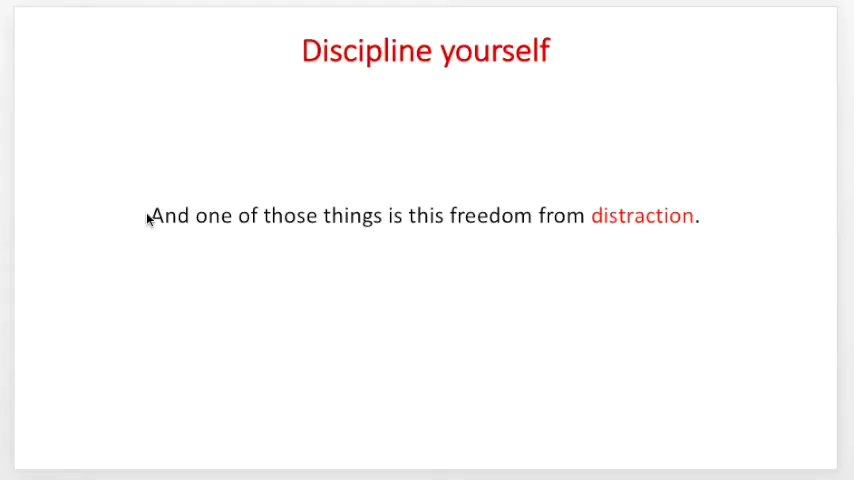 Discipline yourself
And one of those things is this freedom from distraction.